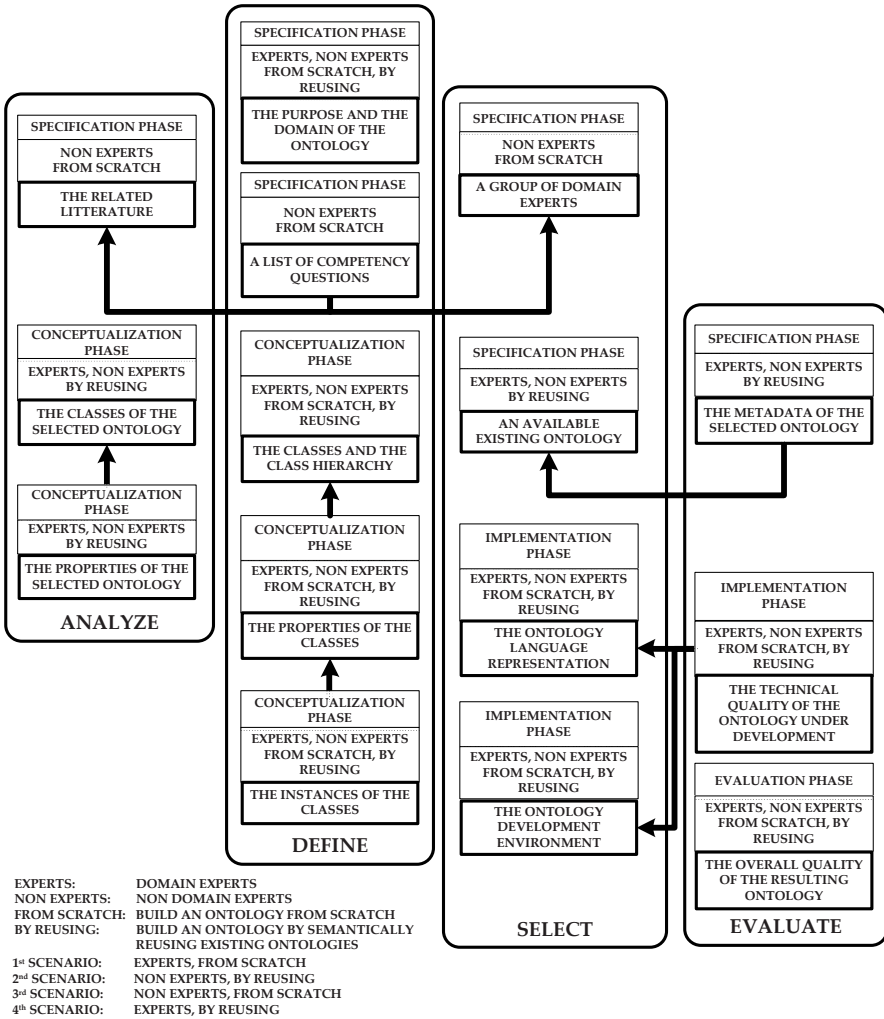 SPECIFICATION PHASE
NON EXPERTS
FROM SCRATCH
THE RELATED
LITTERATURE
CONCEPTUALIZATION
PHASE
EXPERTS, NON EXPERTS
BY REUSING
THE CLASSES OF THE
SELECTED ONTOLOGY
CONCEPTUALIZATION
PHASE
EXPERTS, NON EXPERTS
BY REUSING
THE PROPERTIES OF THE
SELECTED ONTOLOGY
ANALYZE
SPECIFICATION PHASE
EXPERTS, NON EXPERTS
FROM SCRATCH, BY
REUSING
THE PURPOSE AND THE
DOMAIN OF THE
ONTOLOGY
SPECIFICATION PHASE
NON EXPERTS
FROM SCRATCH
A LIST OF COMPETENCY
QUESTIONS
CONCEPTUALIZATION
PHASE
EXPERTS, NON EXPERTS
FROM SCRATCH, BY
REUSING
THE CLASSES AND THE
CLASS HIERARCHY
CONCEPTUALIZATION
PHASE
EXPERTS, NON EXPERTS
FROM SCRATCH, BY
REUSING
THE PROPERTIES OF THE
CLASSES
CONCEPTUALIZATION
PHASE
EXPERTS, NON EXPERTS
FROM SCRATCH, BY
REUSING
THE INSTANCES OF THE
CLASSES
DEFINE
SPECIFICATION PHASE
NON EXPERTS
FROM SCRATCH
A GROUP OF DOMAIN
EXPERTS
SPECIFICATION PHASE
EXPERTS, NON EXPERTS
BY REUSING
AN AVAILABLE
EXISTING ONTOLOGY
IMPLEMENTATION
PHASE
EXPERTS, NON EXPERTS
FROM SCRATCH, BY
REUSING
THE ONTOLOGY
LANGUAGE
REPRESENTATION
IMPLEMENTATION
PHASE
EXPERTS, NON EXPERTS
FROM SCRATCH, BY
REUSING
THE ONTOLOGY
DEVELOPMENT
ENVIRONMENT
SELECT
SPECIFICATION PHASE
EXPERTS, NON EXPERTS
BY REUSING
THE METADATA OF THE
SELECTED ONTOLOGY
IMPLEMENTATION
PHASE
EXPERTS, NON EXPERTS
FROM SCRATCH, BY
REUSING
THE TECHNICAL
QUALITY OF THE
ONTOLOGY UNDER
DEVELOPMENT
EVALUATION PHASE
EXPERTS, NON EXPERTS
FROM SCRATCH, BY
REUSING
THE OVERALL QUALITY
OF THE RESULTING
ONTOLOGY
EVALUATE
EXPERTS: DOMAIN EXPERTS
NON EXPERTS: NON DOMAIN EXPERTS
FROM SCRATCH: BUILD AN ONTOLOGY FROM SCRATCH
BY REUSING: BUILD AN ONTOLOGY BY SEMANTICALLY
REUSING EXISTING ONTOLOGIES
1st SCENARIO: EXPERTS, FROM SCRATCH
2nd SCENARIO: NON EXPERTS, BY REUSING
3rd SCENARIO: NON EXPERTS, FROM SCRATCH
4th SCENARIO: EXPERTS, BY REUSING